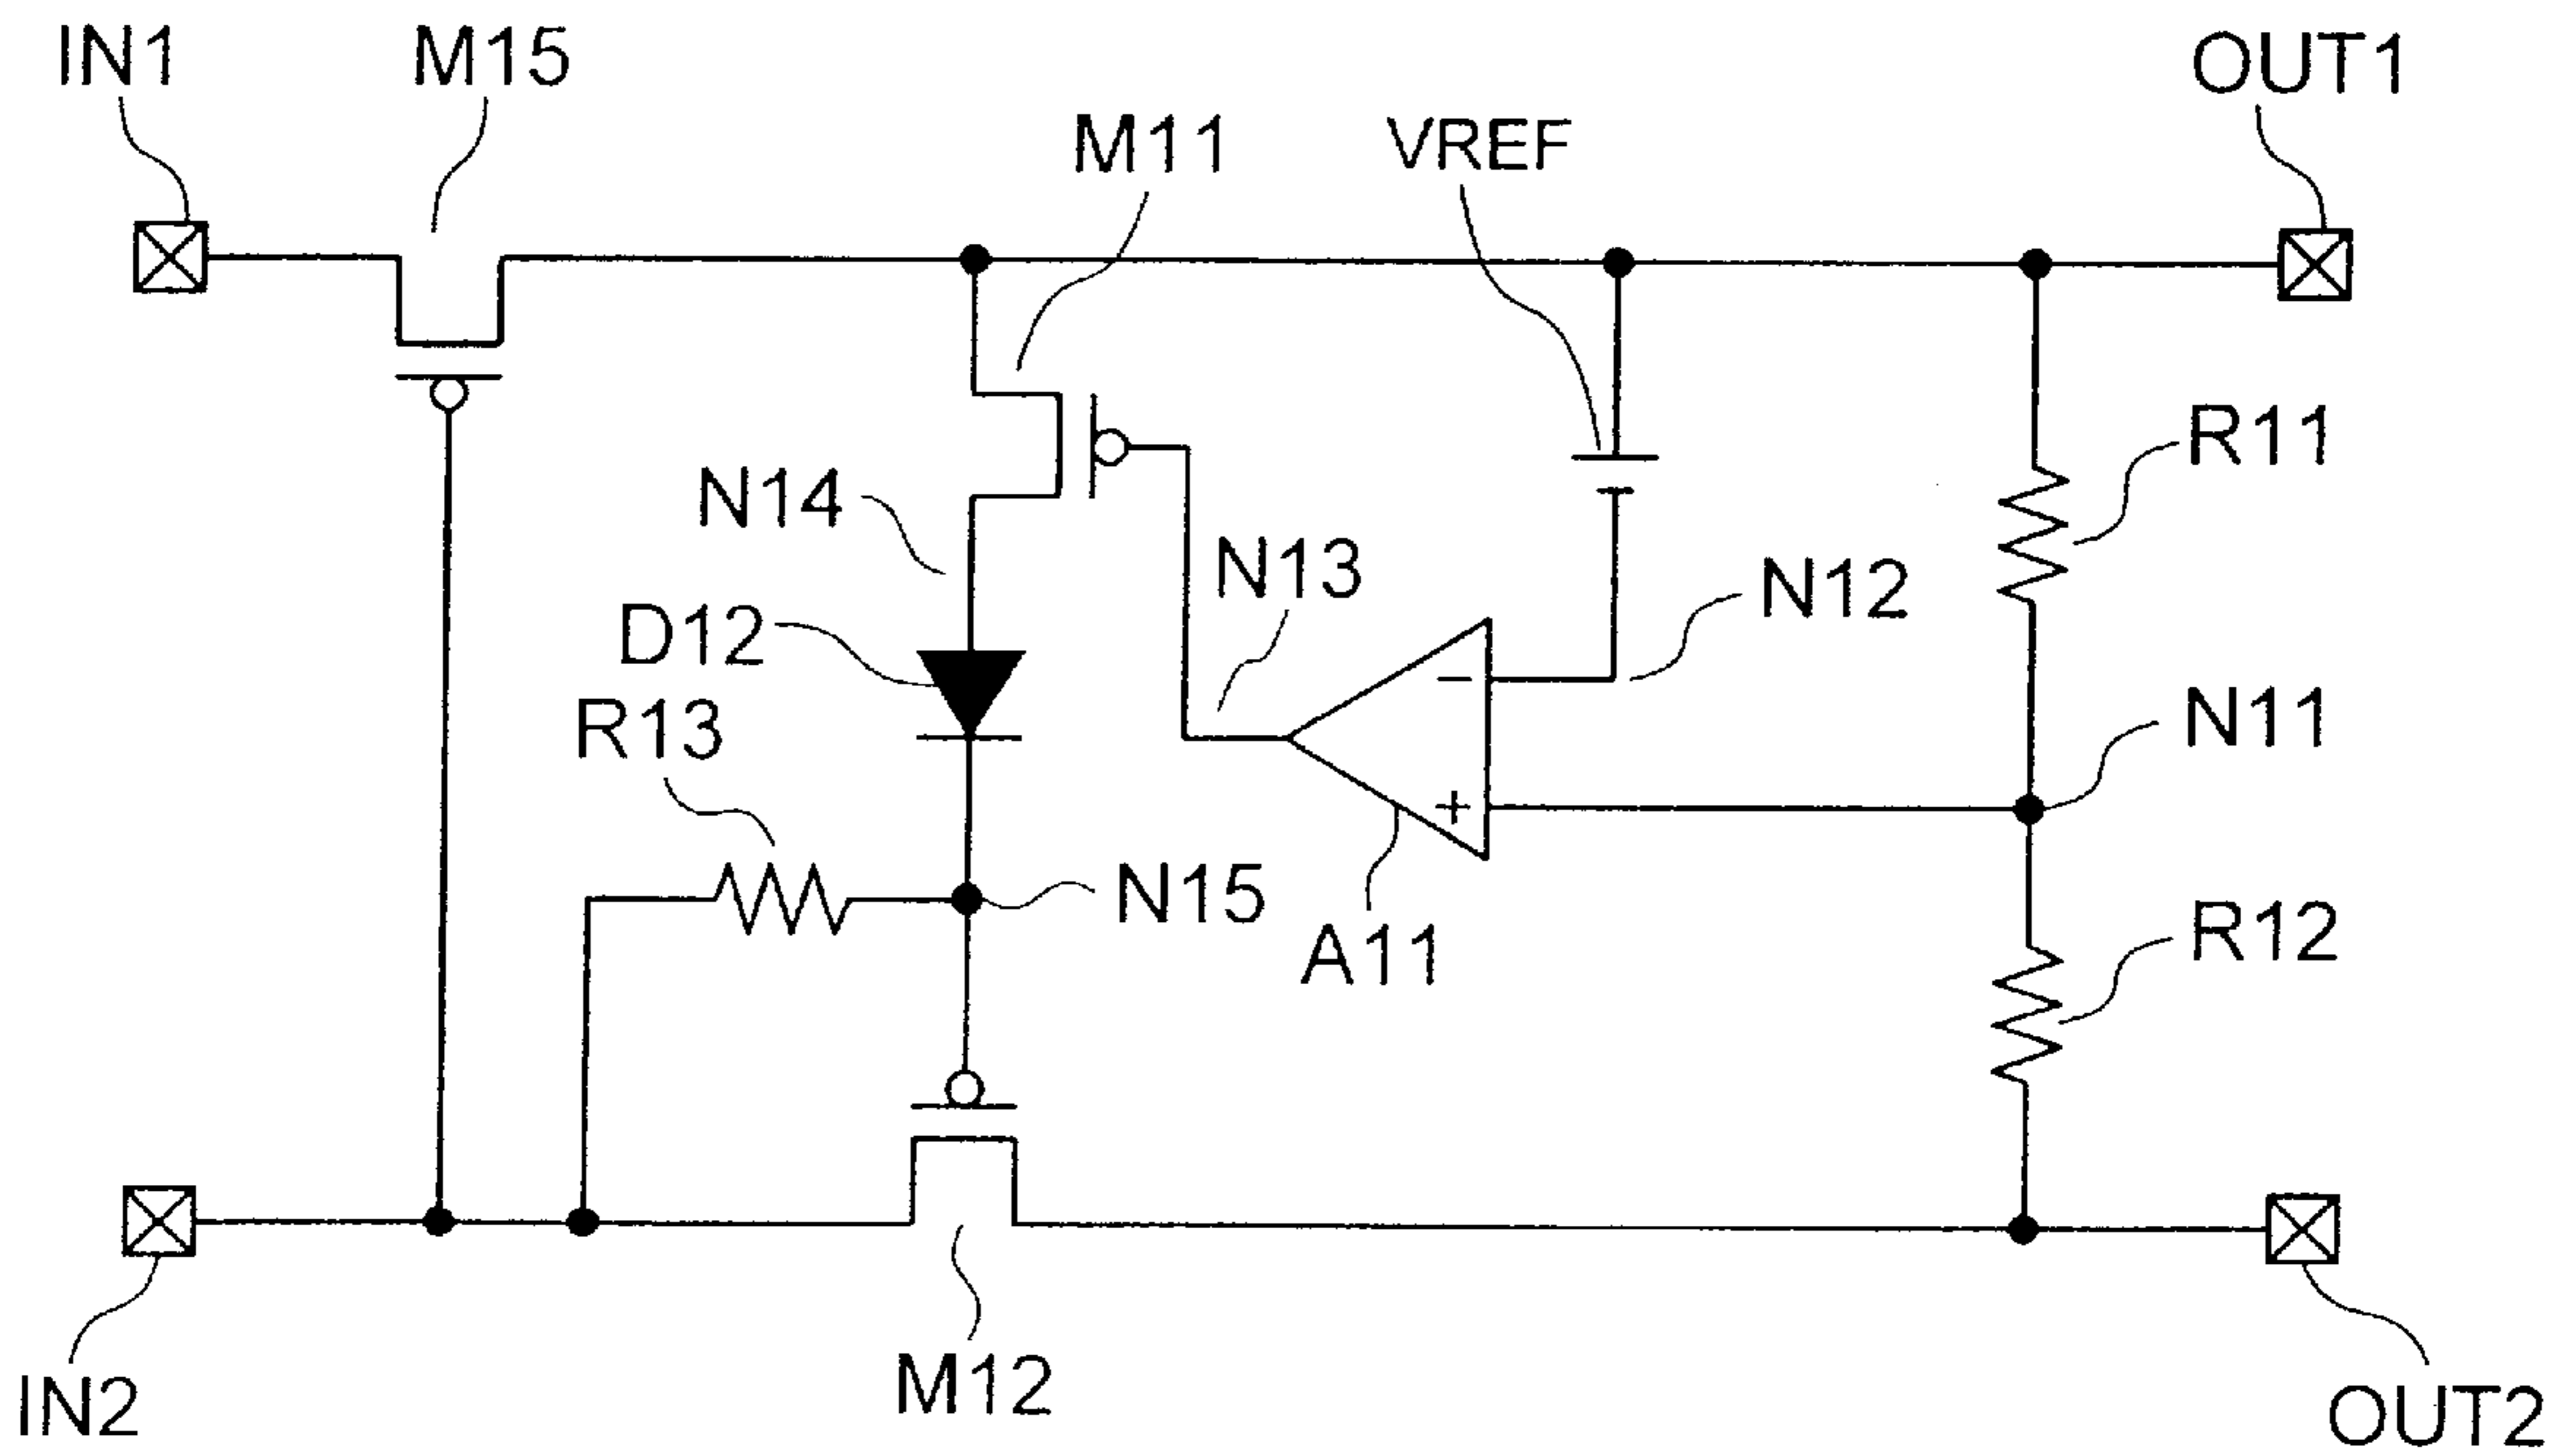 IN1
M15
M11
VREF
OUT1
R11
N14
N13
N12
D12
R13
N11
N15
A11
R12
−
+
M12
IN2
OUT2